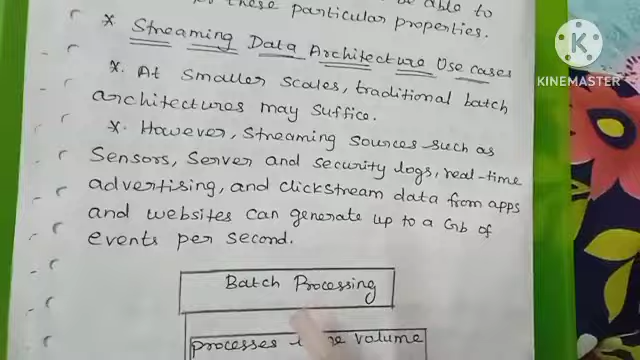 these particular properties.
* Streaming Data Architecture Use cases
*. At smaller scales, traditional batch
architectures may suffice.
*. However, streaming sources such as
Sensors, Server and security logs, real-time
advertising, and clickstream data from apps
and websites can generate up to a Gb of
events per second.
Batch Processing
processes volume
KINEMASTER